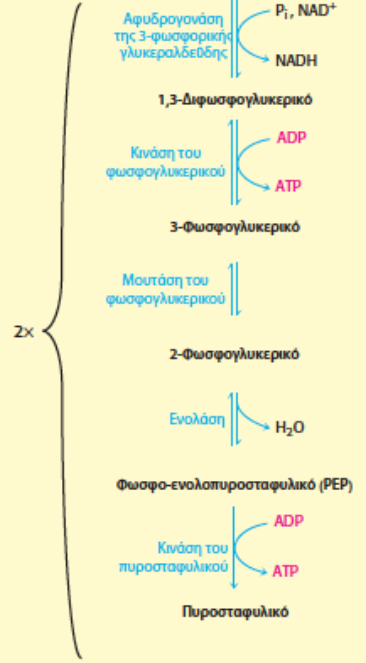 Pi, NAD+
Αφυδρογονάση
της 3-φωσφορικής
γλυκεραλδεΰδης
NADH
1,3-Διφωσφογλυκερικό
ADP
Κινάση του
φωσφογλυκερικού
ATP
3-Φωσφογλυκερικό
Μουτάση του
φωσφογλυκερικού
2×
2-Φωσφογλυκερικό
Ενολάση
H2O
Φωσφο-ενολοπυροσταφυλικό (PEP)
ADP
Κινάση του
πυροσταφυλικού
ATP
Πυροσταφυλικό